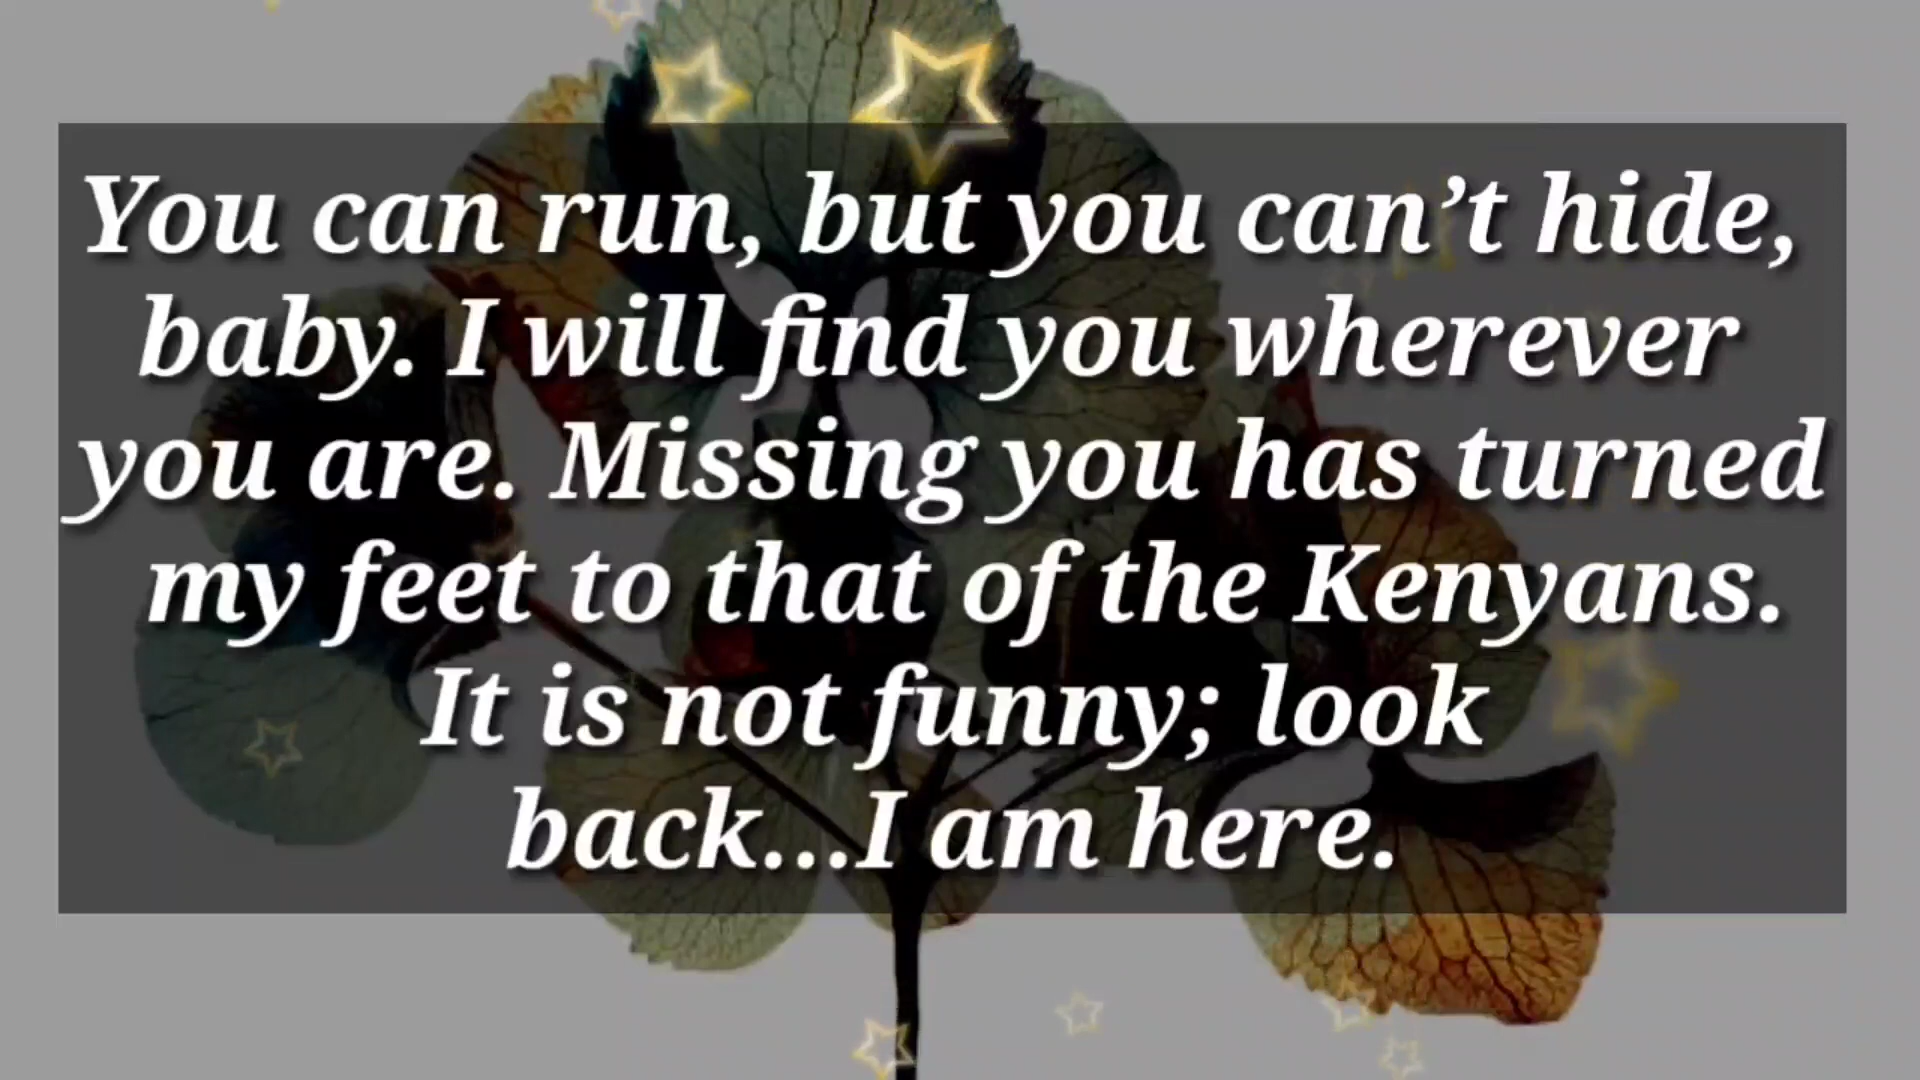 You can run, but you can’t hide,
baby. I will find you wherever
you are. Missing you has turned
my feet to that of the Kenyans.
It is not funny; look
back...I am here.